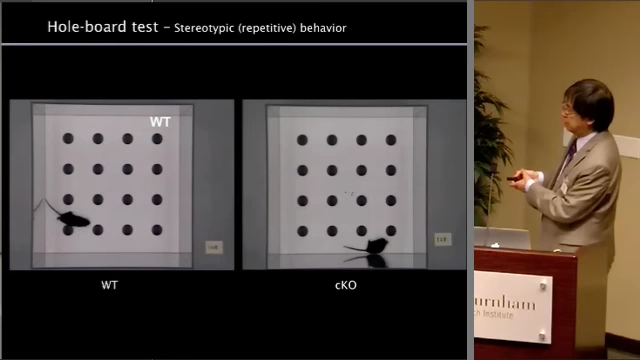 Hole-board test – Stereotypic (repetitive) behavior
WT
WT
cKO
urnham
ch Institute